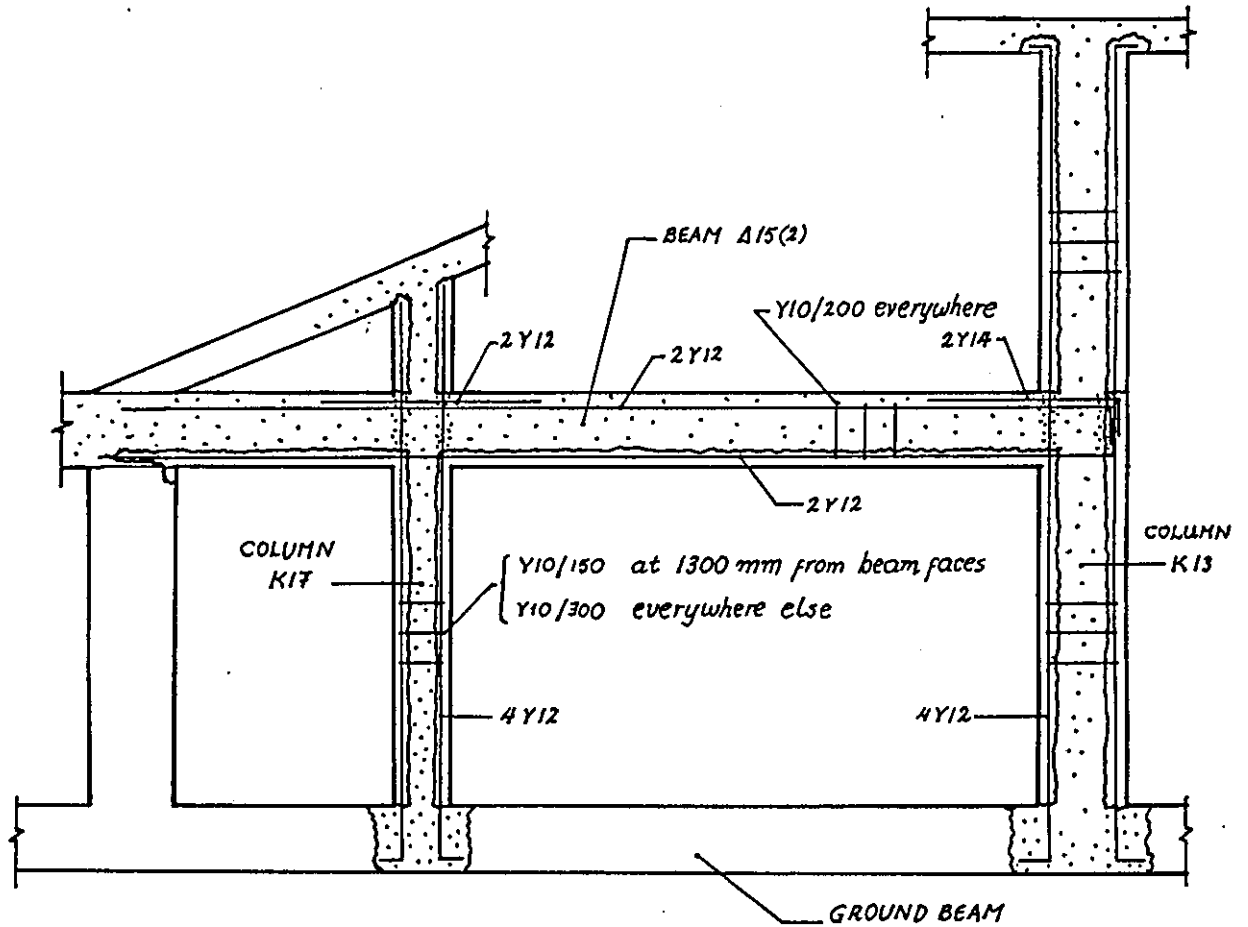 BEAM Δ15(2)
Y10/200 everywhere
2Y12
2Y12
2Y14
2Y12
COLUMN
K17
Y10/150 at 1300 mm from beam faces
Y10/300 everywhere else
COLUMN
K13
4Y12
4Y12
GROUND BEAM